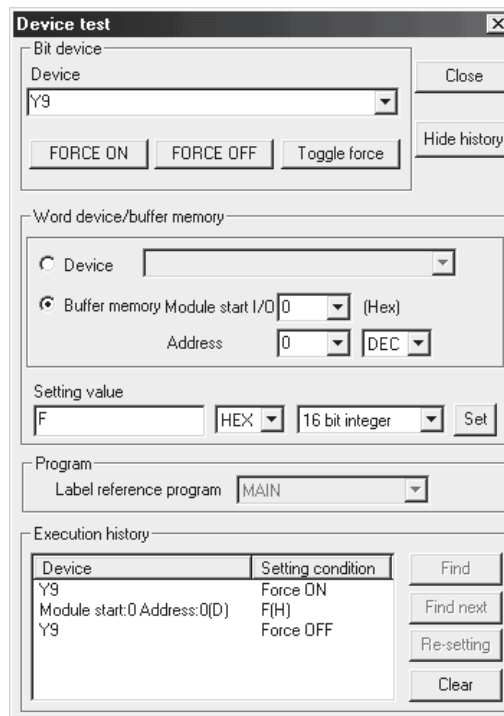 Device test
Bit device
Device
Close
Y9
FORCE ON FORCE OFF Toggle force
Hide history
Word device/buffer memory
Device
Buffer memory Module start I/O 0 (Hex)
Address 0 DEC
Setting value
F HEX 16 bit integer Set
Program
Label reference program MAIN
Execution history
Device Setting condition Find
Y9 Force ON
Module start:0 Address:0(D) F(H) Find next
Y9 Force OFF
Re-setting
Clear